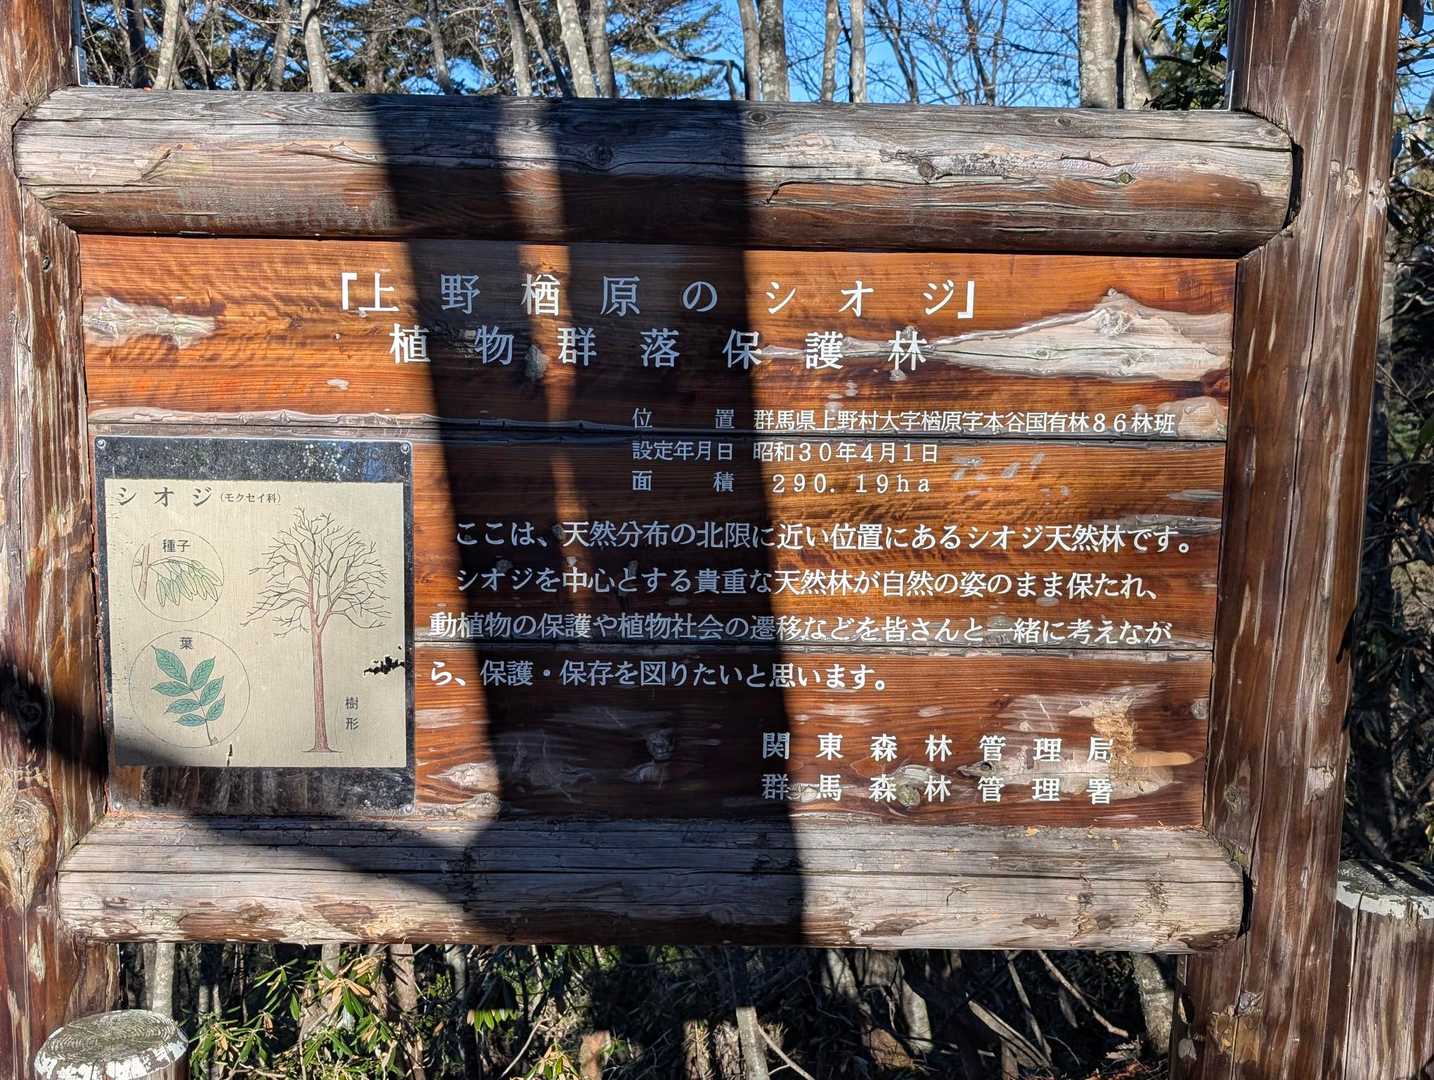 「上野楢原のシオジ」
植物群落保護林
位置 群馬県上野村大字楢原字本谷国有林86林班
設定年月日 昭和30年4月1日
面積 290.19ha
ここは、天然分布の北限に近い位置にあるシオジ天然林です。
シオジを中心とする貴重な天然林が自然の姿のまま保たれ、
動植物の保護や植物社会の遷移などを皆さんと一緒に考えなが
ら、保護・保存を図りたいと思います。
関東森林管理局
群馬森林管理署
シオジ(モクセイ科)
種子
葉
樹形